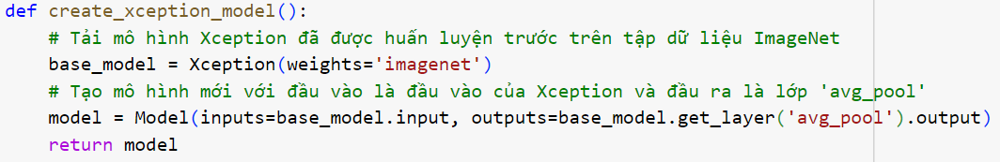 def create_xception_model():
    # Tải mô hình Xception đã được huấn luyện trước trên tập dữ liệu ImageNet
    base_model = Xception(weights='imagenet')
    # Tạo mô hình mới với đầu vào là đầu vào của Xception và đầu ra là lớp 'avg_pool'
    model = Model(inputs=base_model.input, outputs=base_model.get_layer('avg_pool').output)
    return model